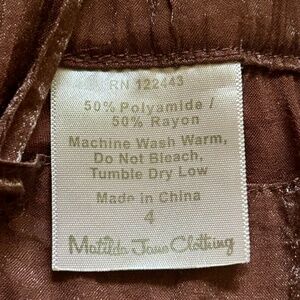 RN 122443
50% Polyamide /
50% Rayon
Machine Wash Warm,
Do Not Bleach,
Tumble Dry Low
Made in China
4
Matilda Jane Clothing